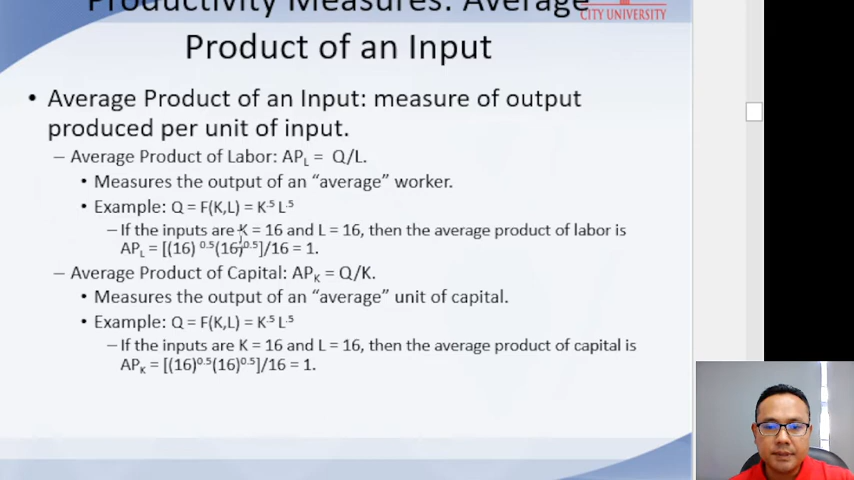 Productivity Measures: Average
CITY UNIVERSITY
Product of an Input
• Average Product of an Input: measure of output
produced per unit of input.
– Average Product of Labor: APL = Q/L.
• Measures the output of an “average” worker.
• Example: Q = F(K,L) = K.5 L.5
– If the inputs are K = 16 and L = 16, then the average product of labor is
APL = [(16) 0.5(16)0.5]/16 = 1.
– Average Product of Capital: APK = Q/K.
• Measures the output of an “average” unit of capital.
• Example: Q = F(K,L) = K.5 L.5
– If the inputs are K = 16 and L = 16, then the average product of capital is
APK = [(16)0.5(16)0.5]/16 = 1.